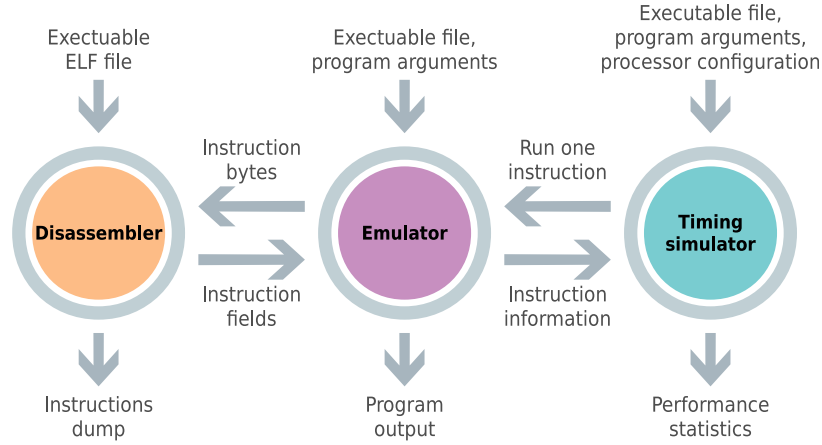 Exectuable
ELF file
Exectuable file,
program arguments
Executable file,
program arguments,
processor configuration
Instruction
bytes
Run one
instruction
Disassembler
Emulator
Timing
simulator
Instruction
fields
Instruction
information
Instructions
dump
Program
output
Performance
statistics